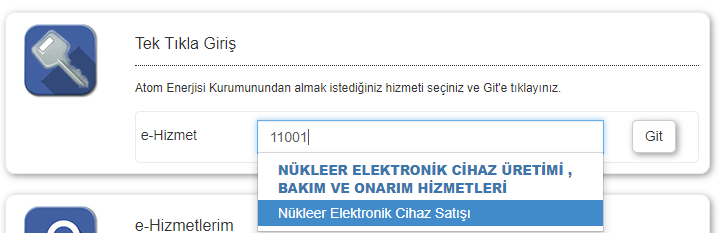 Tek Tıkla Giriş
Atom Enerjisi Kurumunundan almak istediğiniz hizmeti seçiniz ve Git'e tıklayınız.
e-Hizmet 11001 Git
NÜKLEER ELEKTRONİK CİHAZ ÜRETİMİ ,
BAKIM VE ONARIM HİZMETLERİ
Nükleer Elektronik Cihaz Satışı
e-Hizmetlerim